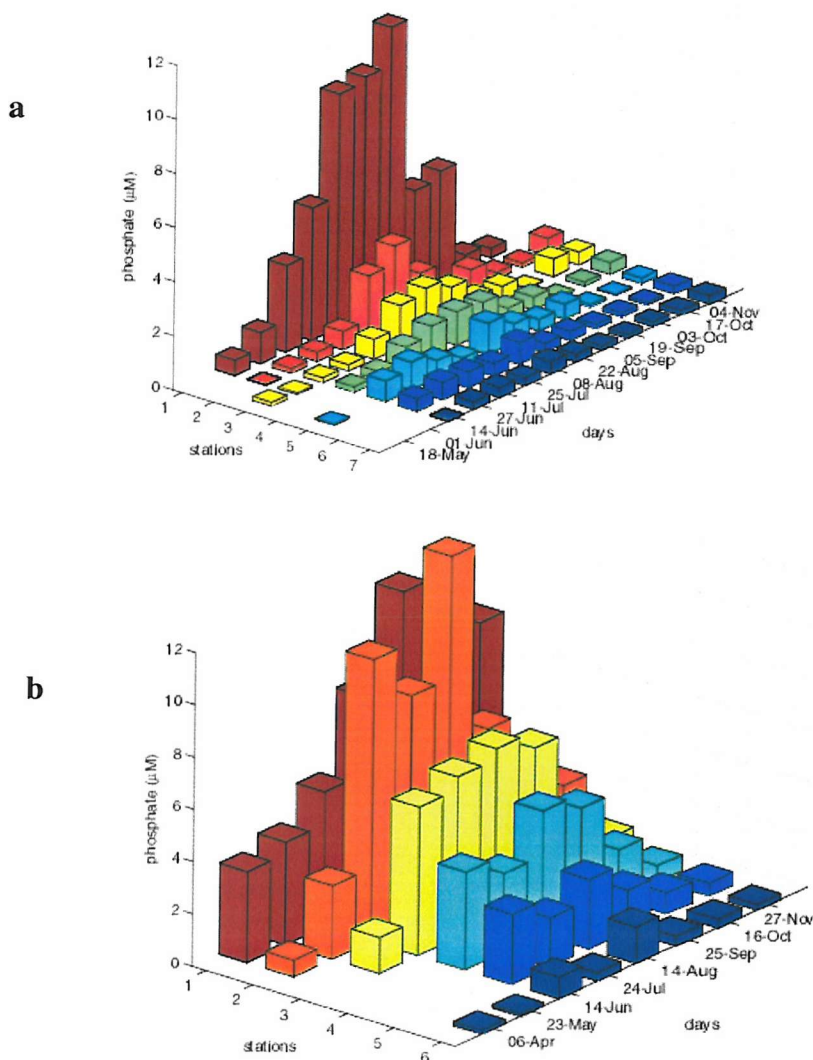 a
12
10
8
6
4
2
0
phosphate (µM)
1
2
3
4
5
6
7
stations
18-May
01-Jun
14-Jun
27-Jun
11-Jul
25-Jul
08-Aug
22-Aug
05-Sep
19-Sep
03-Oct
17-Oct
04-Nov
days
b
12
10
8
6
4
2
0
phosphate (µM)
1
2
3
4
5
6
stations
06-Apr
23-May
14-Jun
24-Jul
14-Aug
25-Sep
16-Oct
27-Nov
days